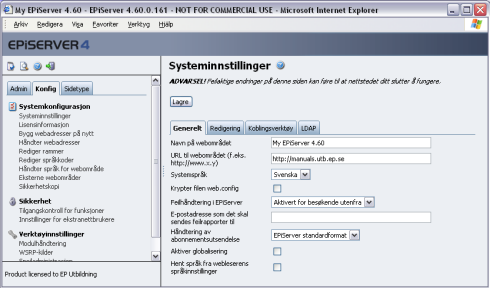 My EPiServer 4.60 - EPiServer 4.60.0.161 - NOT FOR COMMERCIAL USE - Microsoft Internet Explorer
Arkiv Redigera Visa Favoriter Verktyg Hjälp
EPiSERVER 4
Admin Konfig Sidetype
Systemkonfigurasjon
Systeminnstillinger
Lisensinformasjon
Bygg webadresser på nytt
Håndter webadresser
Rediger rammer
Rediger språkkoder
Håndter språk for webområde
Eksterne webområder
Sikkerhetskopi
Sikkerhet
Tilgangskontroll for funksjoner
Innstillinger for ekstranettbrukere
Verktøyinnstillinger
Modulhåndtering
WSRP-kilder
Product licensed to EP Utbildning
Systeminnstillinger
ADVARSEL! Feilaktige endringer på denne siden kan føre til at nettstedet ditt slutter å fungere.
Lagre
Generelt Redigering Koblingsverktøy LDAP
Navn på webområdet My EPiServer 4.60
URL til webområdet (f.eks. http://www.x.y) http://manuals.utb.ep.se
Systemspråk Svenska
Krypter filen web.config
Feilhåndtering i EPiServer Aktivert for besøkende utenfra
E-postadresse som det skal sendes feilrapporter til
Håndtering av abonnementsutsendelse EPiServer standardformat
Aktiver globalisering
Hent språk fra webleserens språkinnstillinger